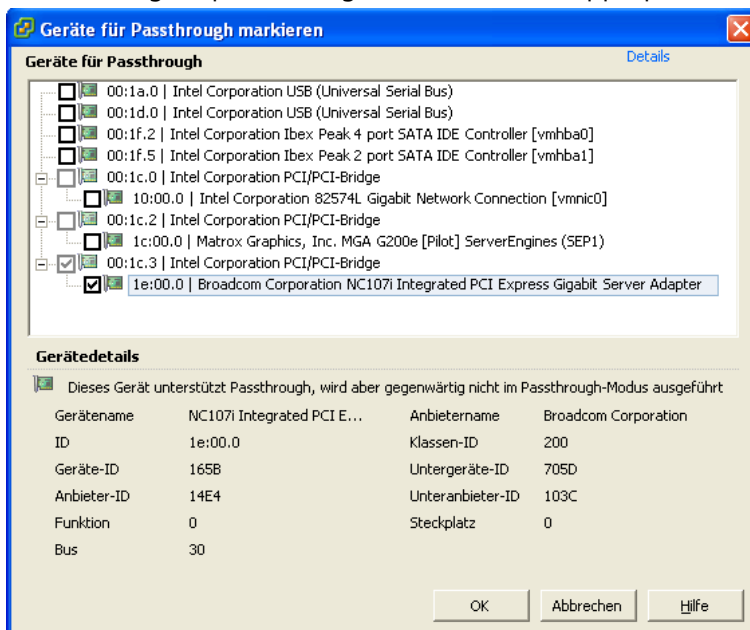 Geräte für Passthrough markieren
Geräte für Passthrough
Details
00:1a.0 | Intel Corporation USB (Universal Serial Bus)
00:1d.0 | Intel Corporation USB (Universal Serial Bus)
00:1f.2 | Intel Corporation Ibex Peak 4 port SATA IDE Controller [vmhba0]
00:1f.5 | Intel Corporation Ibex Peak 2 port SATA IDE Controller [vmhba1]
00:1c.0 | Intel Corporation PCI/PCI-Bridge
10:00.0 | Intel Corporation 82574L Gigabit Network Connection [vmnic0]
00:1c.2 | Intel Corporation PCI/PCI-Bridge
1c:00.0 | Matrox Graphics, Inc. MGA G200e [Pilot] ServerEngines (SEP1)
00:1c.3 | Intel Corporation PCI/PCI-Bridge
1e:00.0 | Broadcom Corporation NC107i Integrated PCI Express Gigabit Server Adapter
Gerätedetails
Dieses Gerät unterstützt Passthrough, wird aber gegenwärtig nicht im Passthrough-Modus ausgeführt
Gerätename NC107i Integrated PCI E... Anbietername Broadcom Corporation
ID 1e:00.0 Klassen-ID 200
Geräte-ID 165B Untergeräte-ID 705D
Anbieter-ID 14E4 Unteranbieter-ID 103C
Funktion 0 Steckplatz 0
Bus 30
OK Abbrechen Hilfe